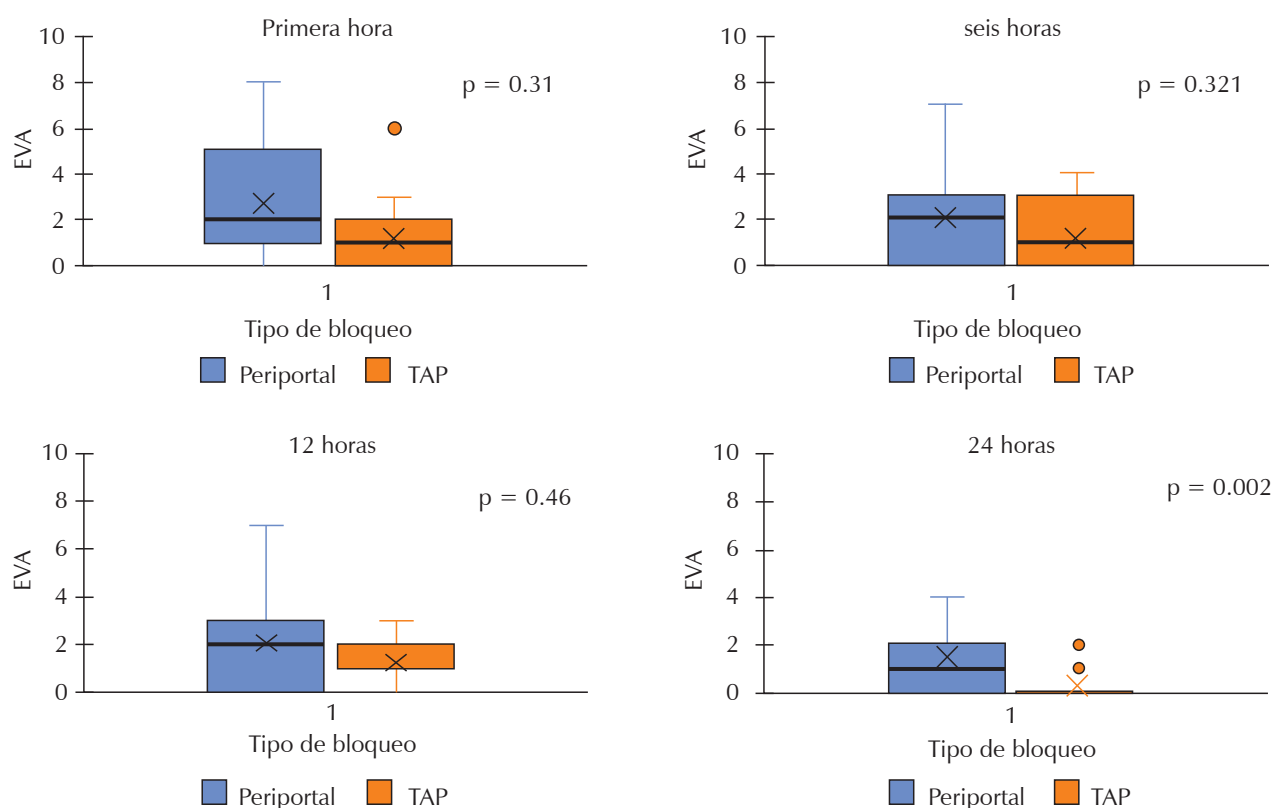 Primera hora
10
8
6
4
2
0
EVA
p = 0.31
1
Tipo de bloqueo
Periportal TAP
seis horas
10
8
6
4
2
0
EVA
p = 0.321
1
Tipo de bloqueo
Periportal TAP
12 horas
10
8
6
4
2
0
EVA
p = 0.46
1
Tipo de bloqueo
Periportal TAP
24 horas
10
8
6
4
2
0
EVA
p = 0.002
1
Tipo de bloqueo
Periportal TAP